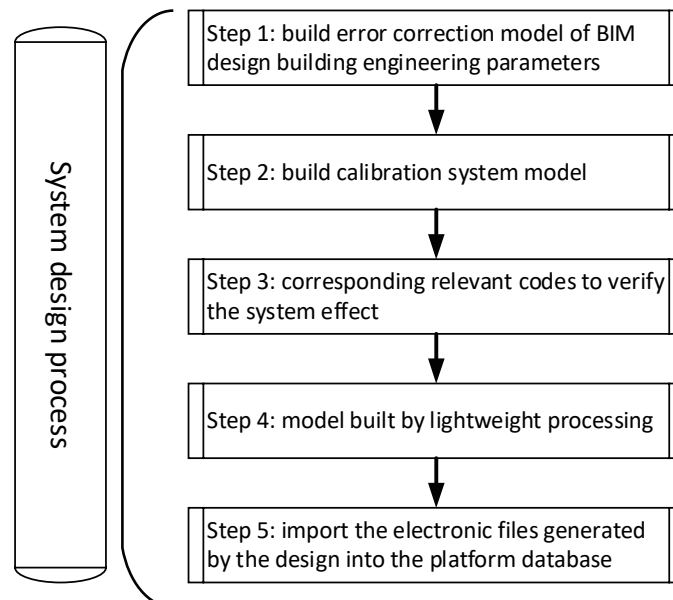 System design process
Step 1: build error correction model of BIM
design building engineering parameters
Step 2: build calibration system model
Step 3: corresponding relevant codes to verify
the system effect
Step 4: model built by lightweight processing
Step 5: import the electronic files generated
by the design into the platform database